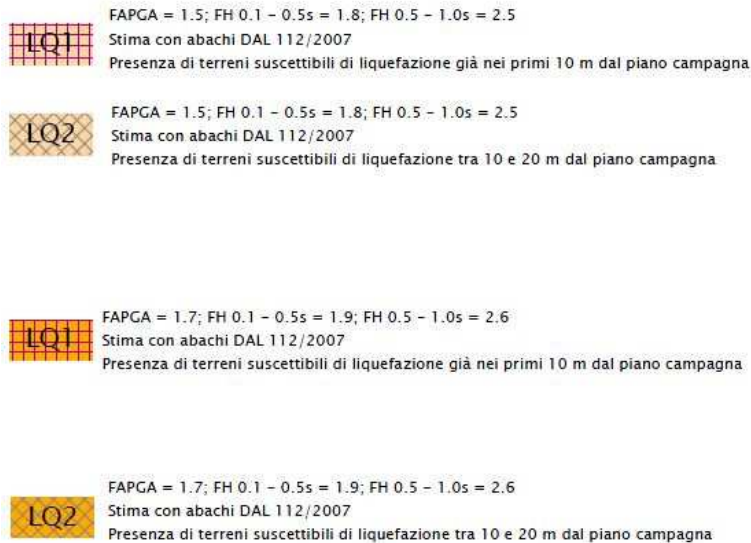 FAPGA = 1.5; FH 0.1 - 0.5s = 1.8; FH 0.5 - 1.0s = 2.5
LQ1
Stima con abachi DAL 112/2007
Presenza di terreni suscettibili di liquefazione già nei primi 10 m dal piano campagna
FAPGA = 1.5; FH 0.1 - 0.5s = 1.8; FH 0.5 - 1.0s = 2.5
LQ2
Stima con abachi DAL 112/2007
Presenza di terreni suscettibili di liquefazione tra 10 e 20 m dal piano campagna
FAPGA = 1.7; FH 0.1 - 0.5s = 1.9; FH 0.5 - 1.0s = 2.6
LQ1
Stima con abachi DAL 112/2007
Presenza di terreni suscettibili di liquefazione già nei primi 10 m dal piano campagna
FAPGA = 1.7; FH 0.1 - 0.5s = 1.9; FH 0.5 - 1.0s = 2.6
LQ2
Stima con abachi DAL 112/2007
Presenza di terreni suscettibili di liquefazione tra 10 e 20 m dal piano campagna